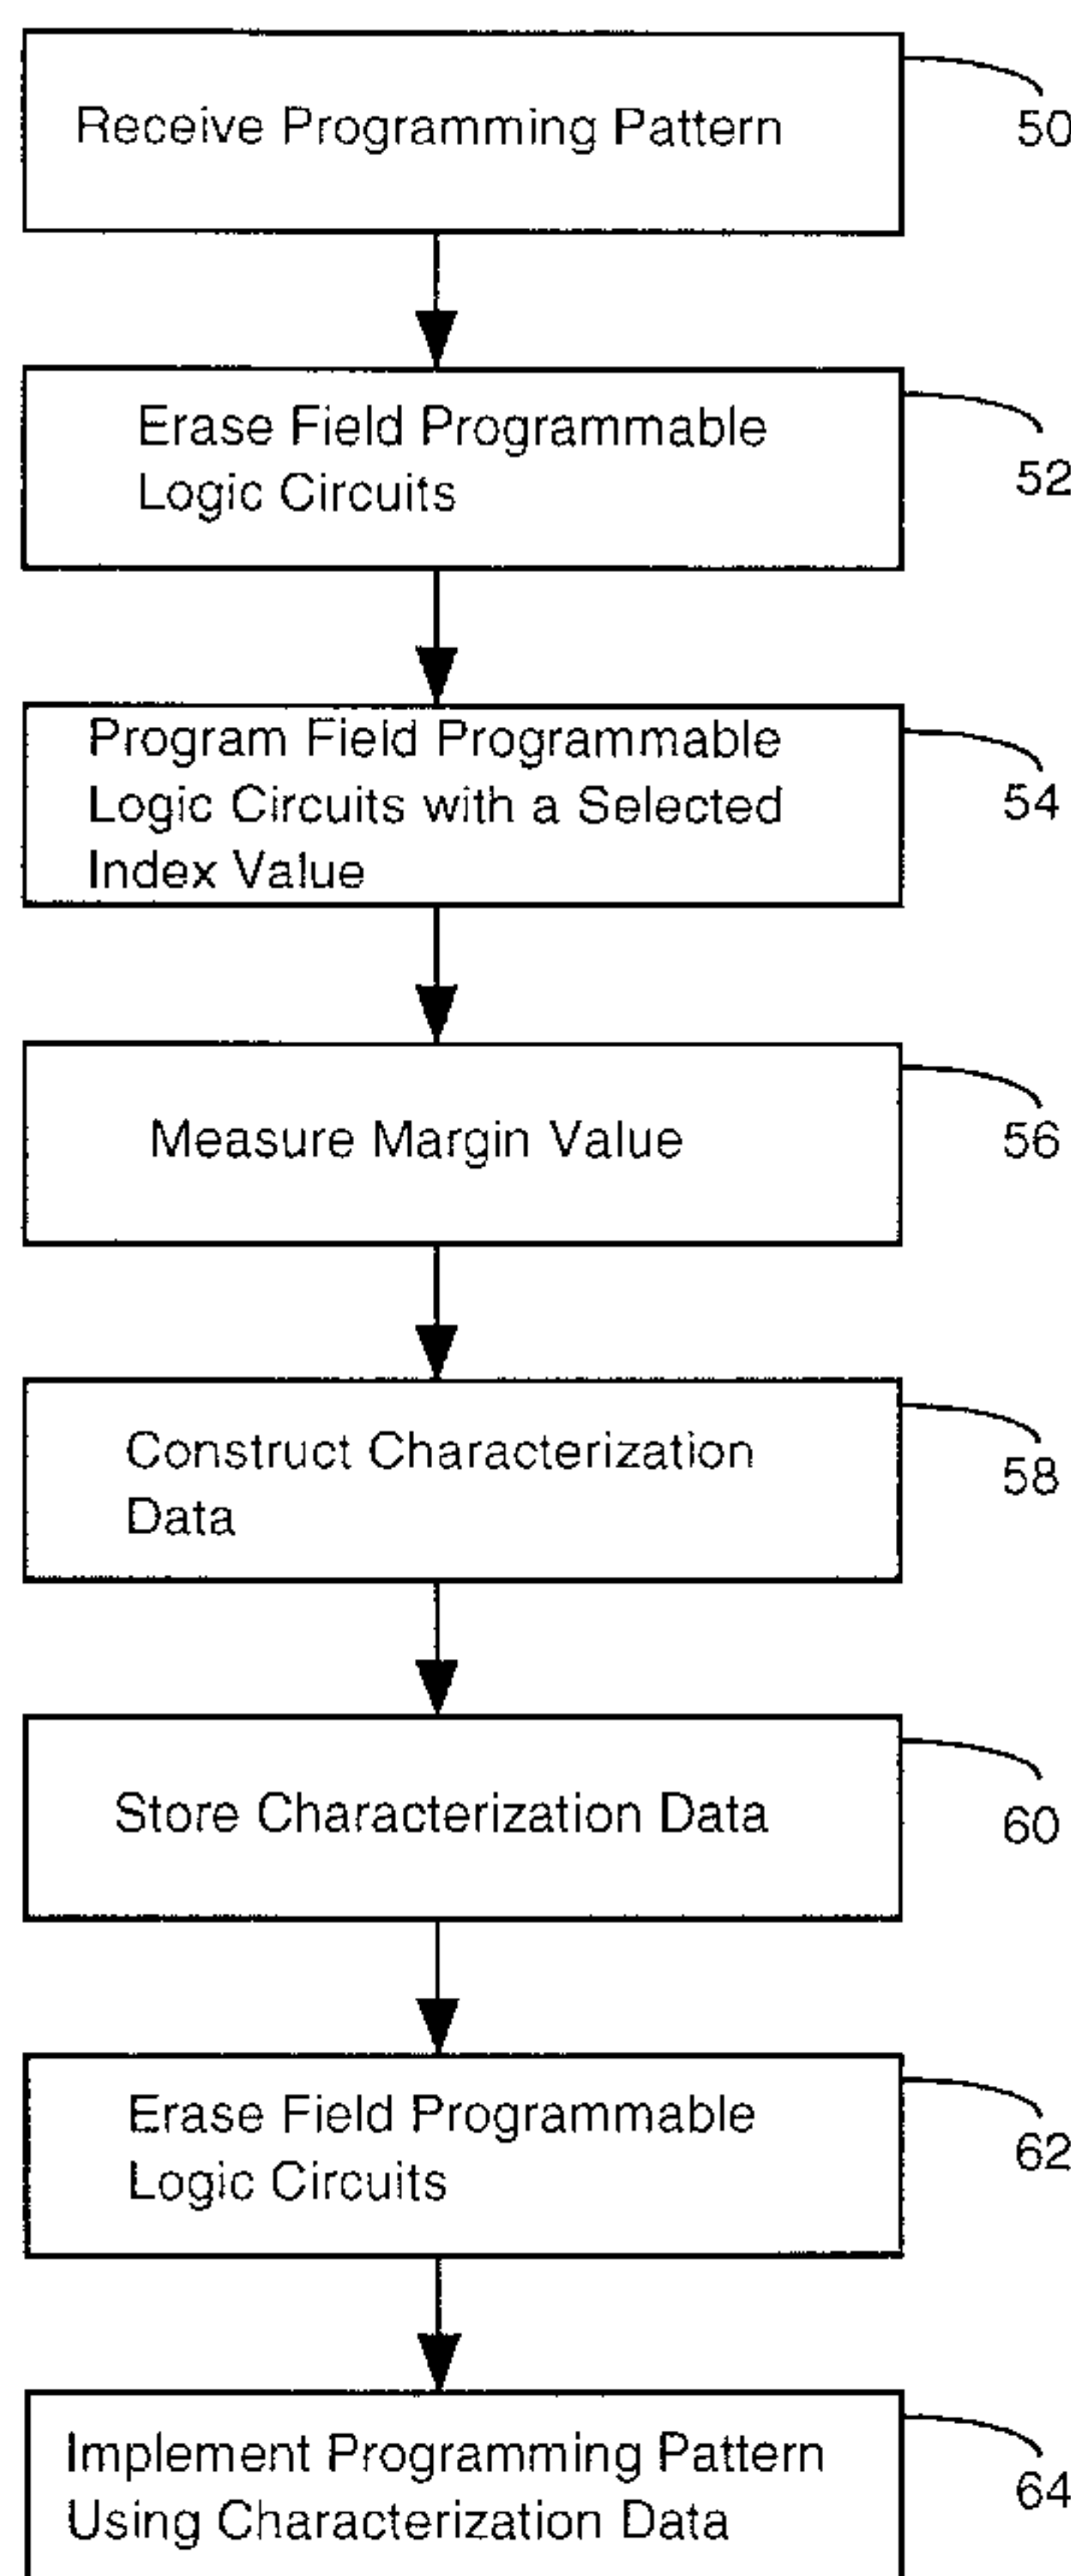 Receive Programming Pattern
50
Erase Field Programmable
Logic Circuits
52
Program Field Programmable
Logic Circuits with a Selected
Index Value
54
Measure Margin Value
56
Construct Characterization
Data
58
Store Characterization Data
60
Erase Field Programmable
Logic Circuits
62
Implement Programming Pattern
Using Characterization Data
64